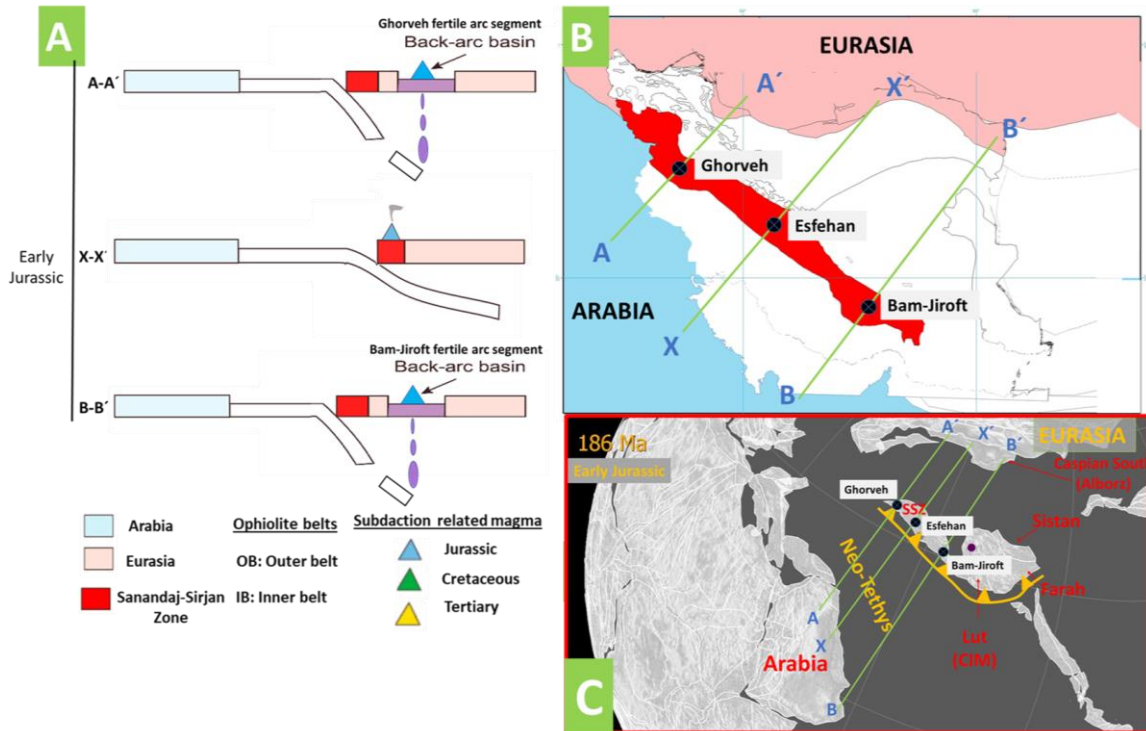 A
Ghorveh fertile arc segment
Back-arc basin
A-A´
Early
Jurassic
X-X´
Bam-Jiroft fertile arc segment
Back-arc basin
B-B´
Arabia
Eurasia
Sanandaj-Sirjan
Zone
Ophiolite belts
OB: Outer belt
IB: Inner belt
Subdaction related magma
Jurassic
Cretaceous
Tertiary
B
EURASIA
A´
X´
B´
Ghorveh
Esfehan
Bam-Jiroft
A
ARABIA
X
B
186 Ma
Early Jurassic
A´
X´
B´
EURASIA
Caspian South
(Alborz)
Ghorveh
SSZ
Esfehan
Sistan
Bam-Jiroft
Neo-Tethys
Farah
A
X
Arabia
Lut
(CIM)
B
C